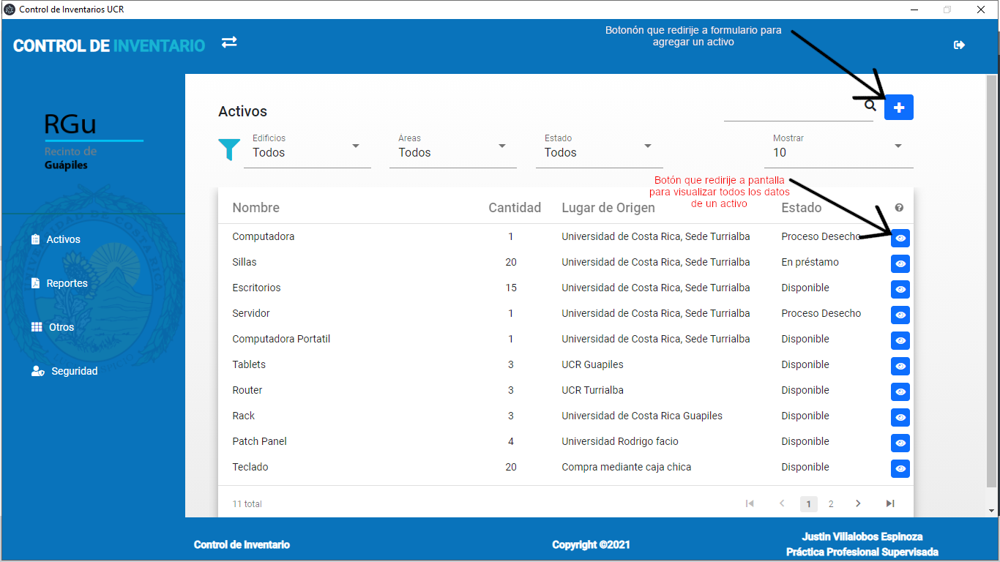 Control de Inventarios UCR
CONTROL DE INVENTARIO
Botonón que redirije a formulario para
agregar un activo
RGu
Recinto de
Guápiles
Activos
Reportes
Otros
Seguridad
Activos
Edificios
Todos
Áreas
Todos
Estado
Todos
Mostrar
10
Botón que redirije a pantalla
para visualizar todos los datos
de un activo
Nombre Cantidad Lugar de Origen Estado
Computadora 1 Universidad de Costa Rica, Sede Turrialba Proceso Desecho
Sillas 20 Universidad de Costa Rica, Sede Turrialba En préstamo
Escritorios 15 Universidad de Costa Rica, Sede Turrialba Disponible
Servidor 1 Universidad de Costa Rica, Sede Turrialba Proceso Desecho
Computadora Portatil 1 Universidad de Costa Rica, Sede Turrialba Disponible
Tablets 3 UCR Guapiles Disponible
Router 3 UCR Turrialba Disponible
Rack 3 Universidad de Costa Rica Guapiles Disponible
Patch Panel 4 Universidad Rodrigo facio Disponible
Teclado 20 Compra mediante caja chica Disponible
11 total 1 2
Control de Inventario
Copyright ©2021
Justin Villalobos Espinoza
Práctica Profesional Supervisada
UNIVERSIDAD DE COSTA RICA